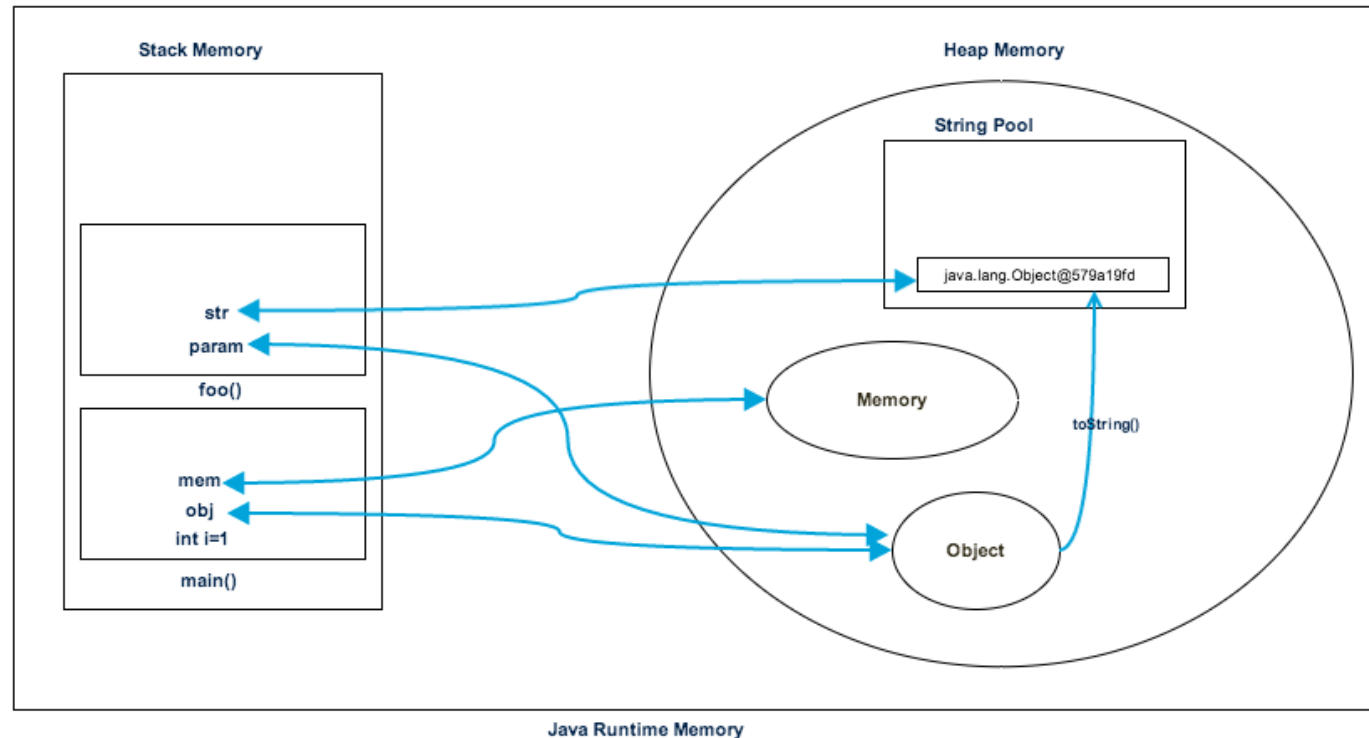 Stack Memory
Heap Memory
String Pool
java.lang.Object@579a19fd
str
param
foo()
Memory
toString()
mem
obj
int i=1
Object
main()
Java Runtime Memory